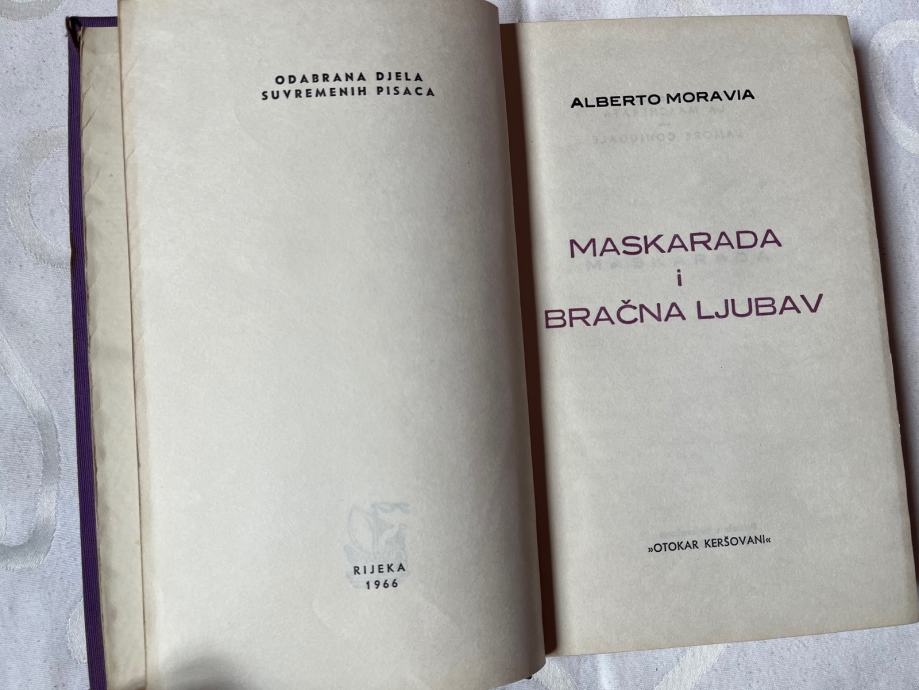 ODABRANA DJELA
SUVREMENIH PISACA
RIJEKA
1966
ALBERTO MORAVIA
MASKARADA
i
BRAČNA LJUBAV
»OTOKAR KERŠOVANI«